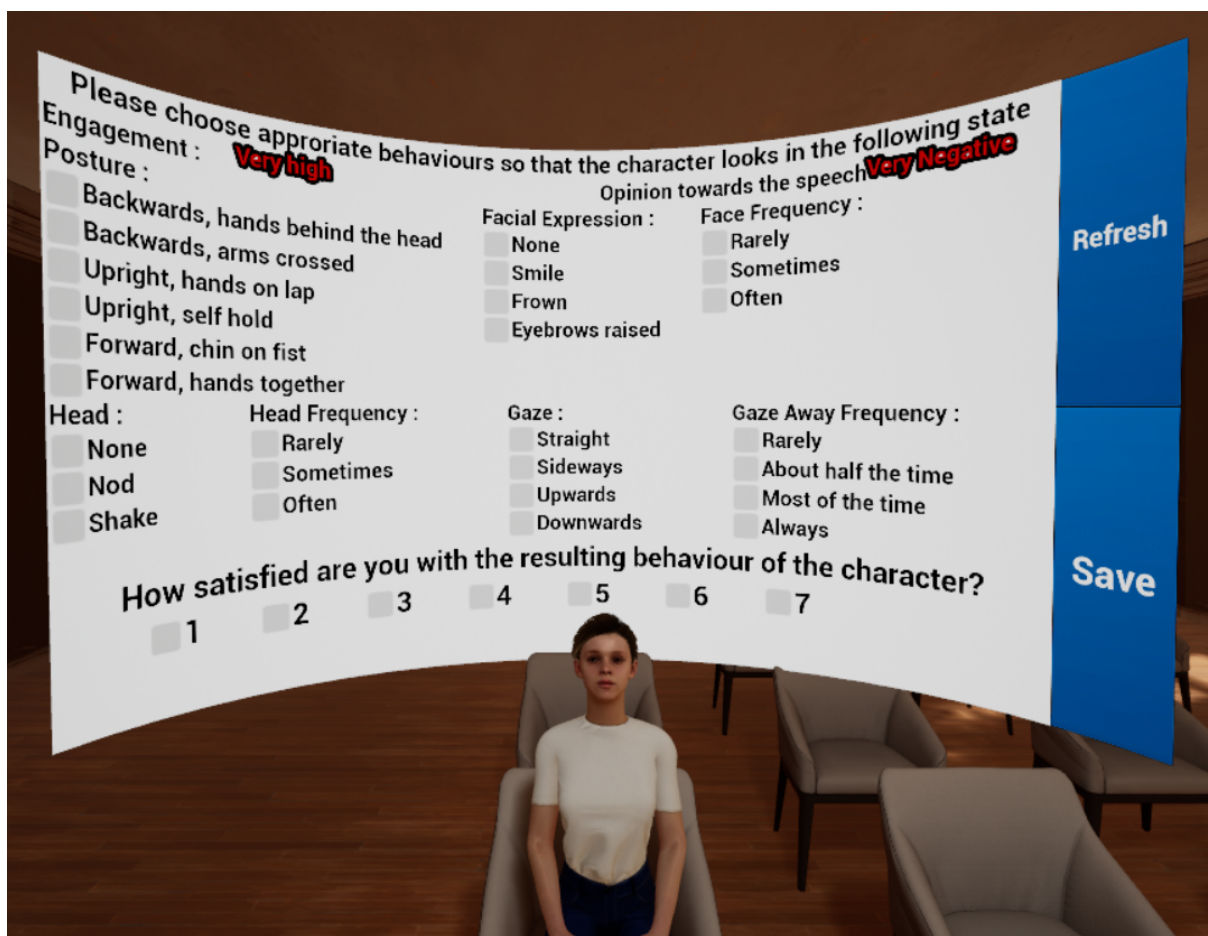 Please choose approriate behaviours so that the character looks in the following state
Engagement : Very high
Opinion towards the speech Very Negative
Posture :
Backwards, hands behind the head
Backwards, arms crossed
Upright, hands on lap
Upright, self hold
Forward, chin on fist
Forward, hands together
Facial Expression :
None
Smile
Frown
Eyebrows raised
Face Frequency :
Rarely
Sometimes
Often
Head :
None
Nod
Shake
Head Frequency :
Rarely
Sometimes
Often
Gaze :
Straight
Sideways
Upwards
Downwards
Gaze Away Frequency :
Rarely
About half the time
Most of the time
Always
How satisfied are you with the resulting behaviour of the character?
1 2 3 4 5 6 7
Refresh
Save